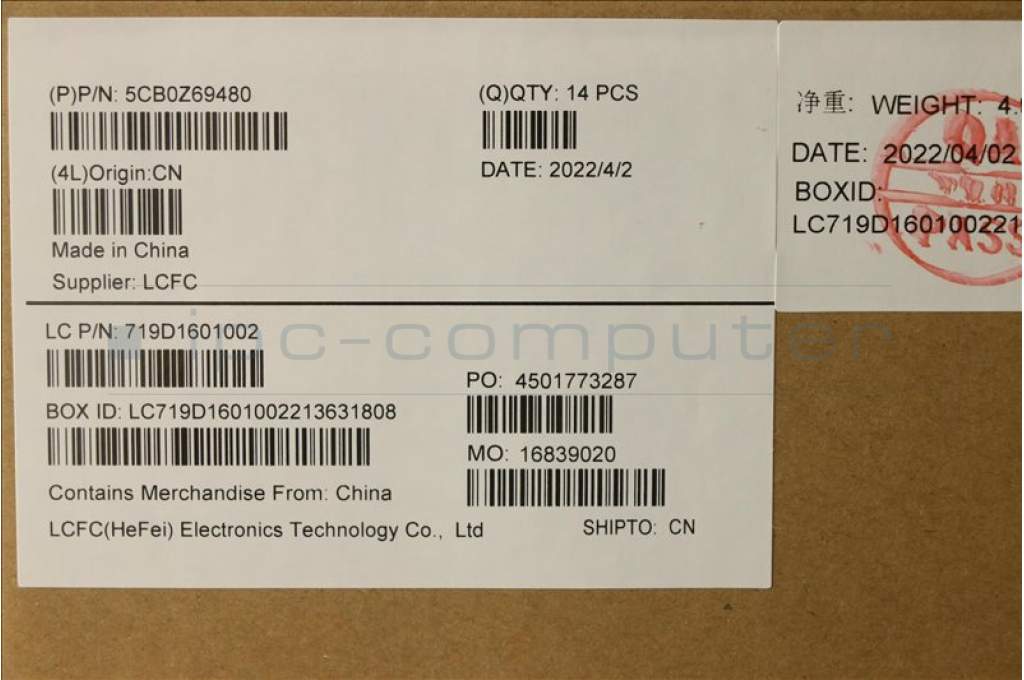 (P)P/N: 5CB0Z69480
(Q)QTY: 14 PCS
(4L)Origin:CN
DATE: 2022/4/2
Made in China
Supplier: LCFC
LC P/N: 719D1601002
PO: 4501773287
BOX ID: LC719D1601002213631808
MO: 16839020
Contains Merchandise From: China
LCFC(HeFei) Electronics Technology Co., Ltd
SHIPTO: CN
净重: WEIGHT: 4.
DATE: 2022/04/02
BOXID:
LC719D160100221
PASS
ipc-computer